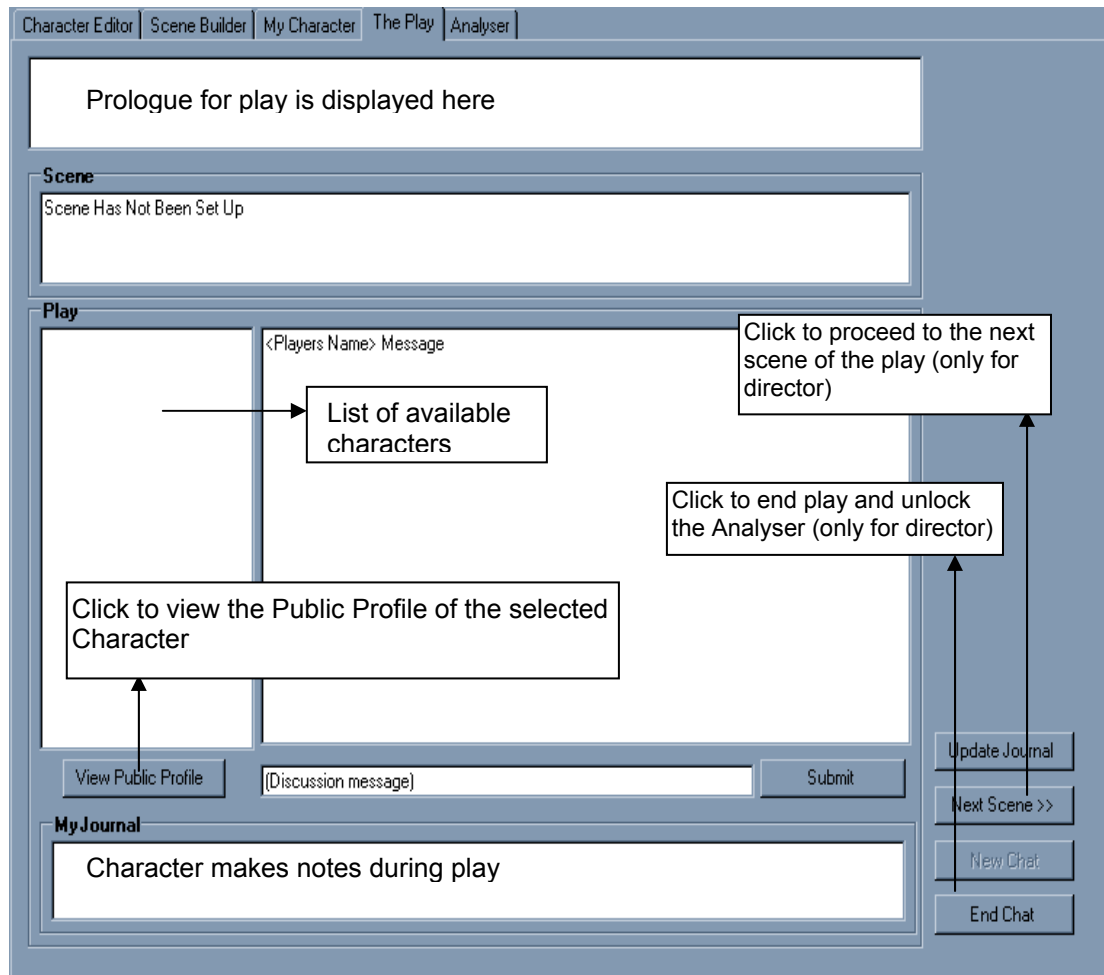 Character Editor Scene Builder My Character The Play Analyser
Prologue for play is displayed here
Scene
Scene Has Not Been Set Up
Play
<Players Name> Message
Click to proceed to the next
scene of the play (only for
director)
List of available
characters
Click to end play and unlock
the Analyser (only for director)
Click to view the Public Profile of the selected
Character
Update Journal
View Public Profile
(Discussion message)
Submit
Next Scene >>
MyJournal
Character makes notes during play
New Chat
End Chat